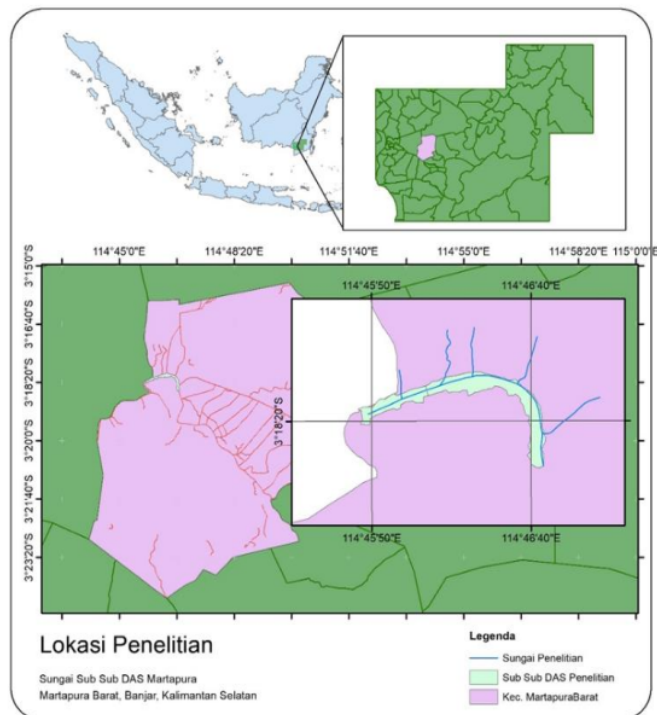 114°45'0"E
114°48'20"E
114°51'40"E
114°55'0"E
114°58'20"E
115°0'0"E
3°15'0"S
3°16'40"S
3°18'20"S
3°20'0"S
3°21'40"S
3°23'20"S
114°45'50"E
114°46'40"E
3°18'20"S
114°45'50"E
114°46'40"E
Lokasi Penelitian
Sungai Sub Sub DAS Martapura
Martapura Barat, Banjar, Kalimantan Selatan
Legenda
Sungai Penelitian
Sub Sub DAS Penelitian
Kec. MartapuraBarat